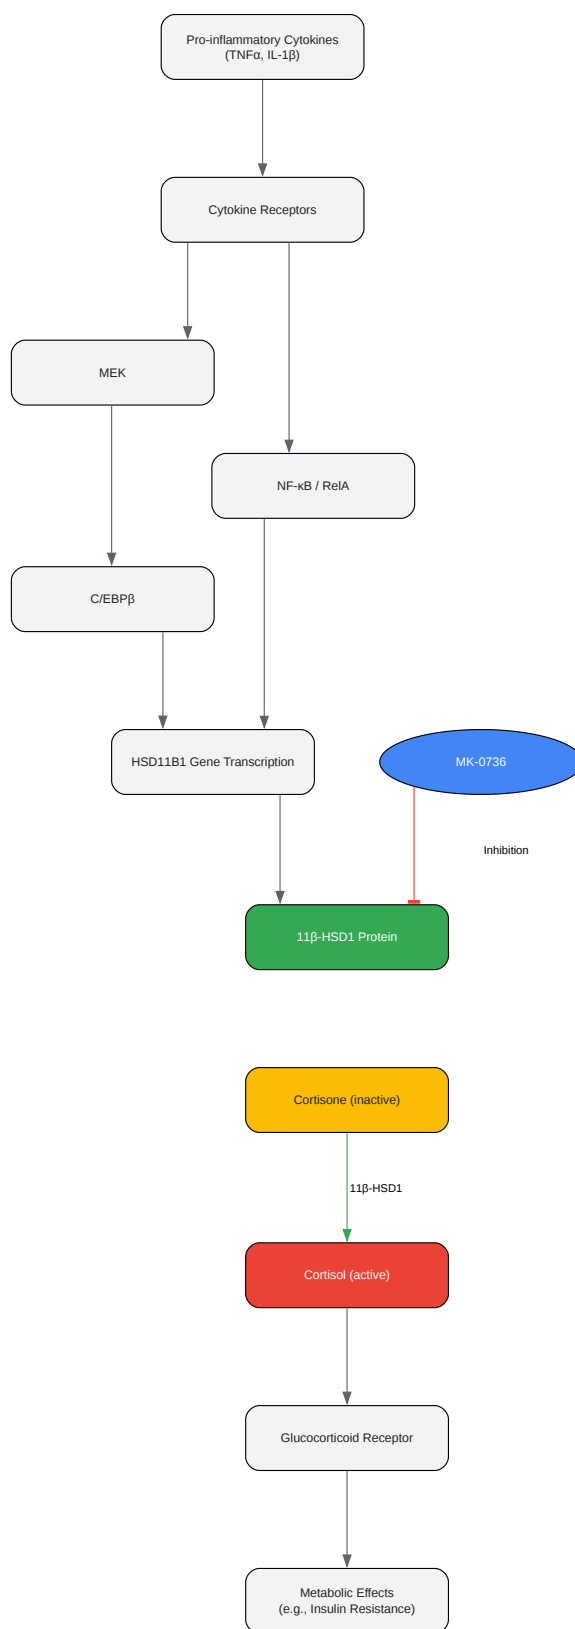 Pro-inflammatory Cytokines
(TNFα, IL-1β)
Cytokine Receptors
MEK
NF-κB / RelA
C/EBPβ
HSD11B1 Gene Transcription
MK-0736
Inhibition
11β-HSD1 Protein
Cortisone (inactive)
11β-HSD1
Cortisol (active)
Glucocorticoid Receptor
Metabolic Effects
(e.g., Insulin Resistance)